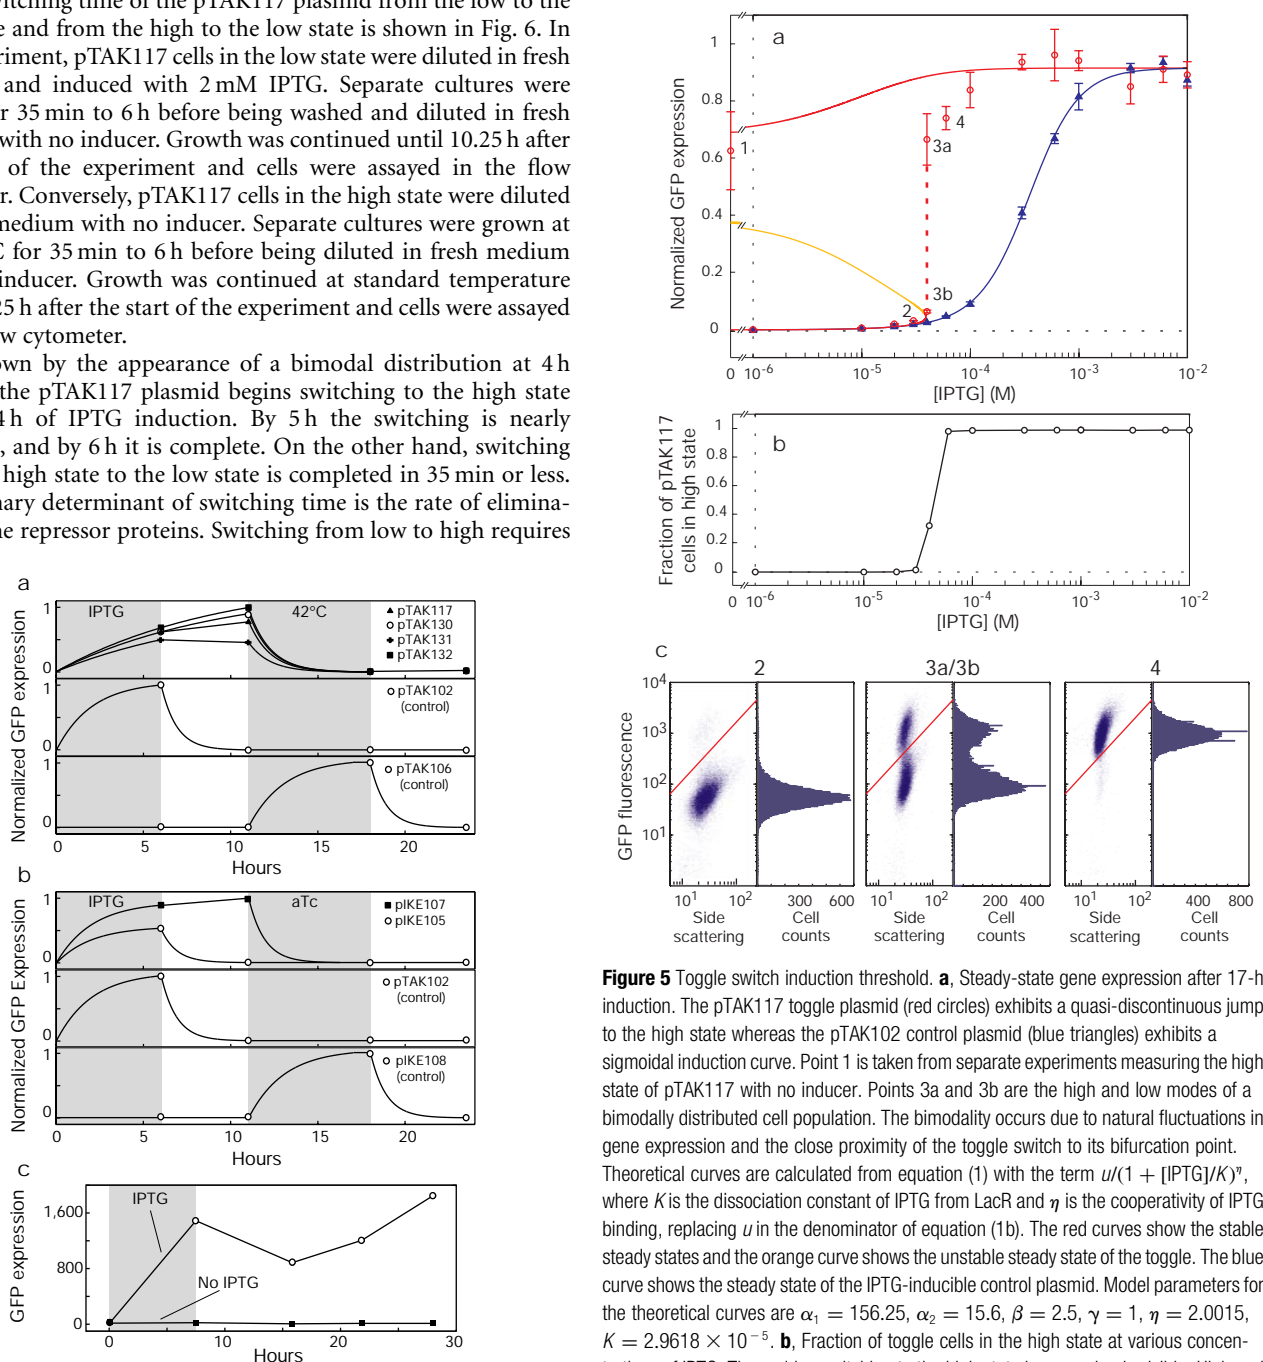 witching time of the pTAK117 plasmid from the low to the
e and from the high to the low state is shown in Fig. 6. In
riment, pTAK117 cells in the low state were diluted in fresh
and induced with 2 mM IPTG. Separate cultures were
r 35 min to 6 h before being washed and diluted in fresh
with no inducer. Growth was continued until 10.25 h after
of the experiment and cells were assayed in the flow
r. Conversely, pTAK117 cells in the high state were diluted
medium with no inducer. Separate cultures were grown at
C for 35 min to 6 h before being diluted in fresh medium
inducer. Growth was continued at standard temperature
25 h after the start of the experiment and cells were assayed
w cytometer.
own by the appearance of a bimodal distribution at 4 h
the pTAK117 plasmid begins switching to the high state
4 h of IPTG induction. By 5 h the switching is nearly
, and by 6 h it is complete. On the other hand, switching
high state to the low state is completed in 35 min or less.
nary determinant of switching time is the rate of elimina-
ne repressor proteins. Switching from low to high requires
a
IPTG
42°C
pTAK117
pTAK130
pTAK131
pTAK132
1
0
pTAK102
(control)
1
0
pTAK106
(control)
1
0
Normalized GFP expression
0 5 10 15 20
Hours
b
IPTG
aTc
pIKE107
pIKE105
1
0
pTAK102
(control)
1
0
pIKE108
(control)
1
0
Normalized GFP Expression
0 5 10 15 20
Hours
c
IPTG
No IPTG
1,600
800
0
GFP expression
0 10 20 30
Hours
a
1
0.8
0.6
0.4
0.2
0
Normalized GFP expression
1
2
3a
3b
4
0 10-6 10-5 10-4 10-3 10-2
[IPTG] (M)
b
1
0.8
0.6
0.4
0.2
0
Fraction of pTAK117
cells in high state
0 10-6 10-5 10-4 10-3 10-2
[IPTG] (M)
c
2 3a/3b 4
104
103
102
101
GFP fluorescence
101 102 300 600 101 102 200 400 101 102 400 800
Side Cell Side Cell Side Cell
scattering counts scattering counts scattering counts
Figure 5 Toggle switch induction threshold. a, Steady-state gene expression after 17-h
induction. The pTAK117 toggle plasmid (red circles) exhibits a quasi-discontinuous jump
to the high state whereas the pTAK102 control plasmid (blue triangles) exhibits a
sigmoidal induction curve. Point 1 is taken from separate experiments measuring the high
state of pTAK117 with no inducer. Points 3a and 3b are the high and low modes of a
bimodally distributed cell population. The bimodality occurs due to natural fluctuations in
gene expression and the close proximity of the toggle switch to its bifurcation point.
Theoretical curves are calculated from equation (1) with the term u/(1 + [IPTG]/K)η,
where K is the dissociation constant of IPTG from LacR and η is the cooperativity of IPTG
binding, replacing u in the denominator of equation (1b). The red curves show the stable
steady states and the orange curve shows the unstable steady state of the toggle. The blue
curve shows the steady state of the IPTG-inducible control plasmid. Model parameters for
the theoretical curves are α1 = 156.25, α2 = 15.6, β = 2.5, γ = 1, η = 2.0015,
K = 2.9618 × 10−5. b, Fraction of toggle cells in the high state at various concen-